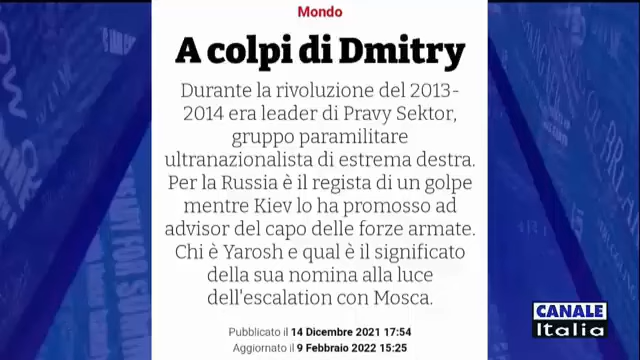 Mondo
A colpi di Dmitry
Durante la rivoluzione del 2013-
2014 era leader di Pravy Sektor,
gruppo paramilitare
ultranazionalista di estrema destra.
Per la Russia è il regista di un golpe
mentre Kiev lo ha promosso ad
advisor del capo delle forze armate.
Chi è Yarosh e qual è il significato
della sua nomina alla luce
dell'escalation con Mosca.
Pubblicato il 14 Dicembre 2021 17:54
Aggiornato il 9 Febbraio 2022 15:25
CANALE
Italia